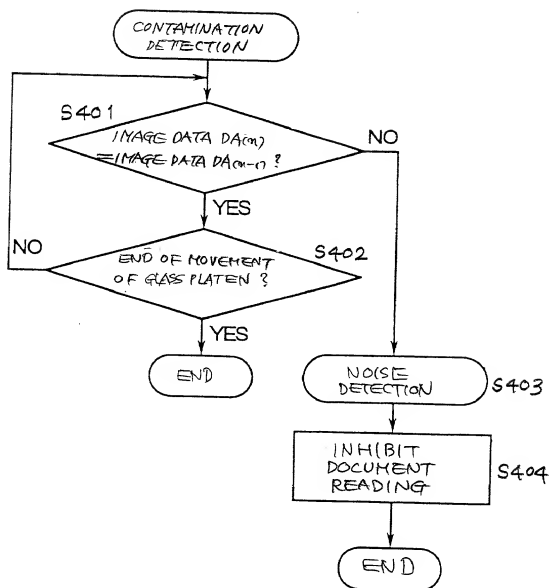 CONTAMINATION
DETECTION
S401
IMAGE DATA DA(n)
=IMAGE DATA DA(n-1) ?
NO
YES
NO
S402
END OF MOVEMENT
OF GLASS PLATEN ?
YES
END
NOISE
DETECTION
S403
INHIBIT
DOCUMENT
READING
S404
END